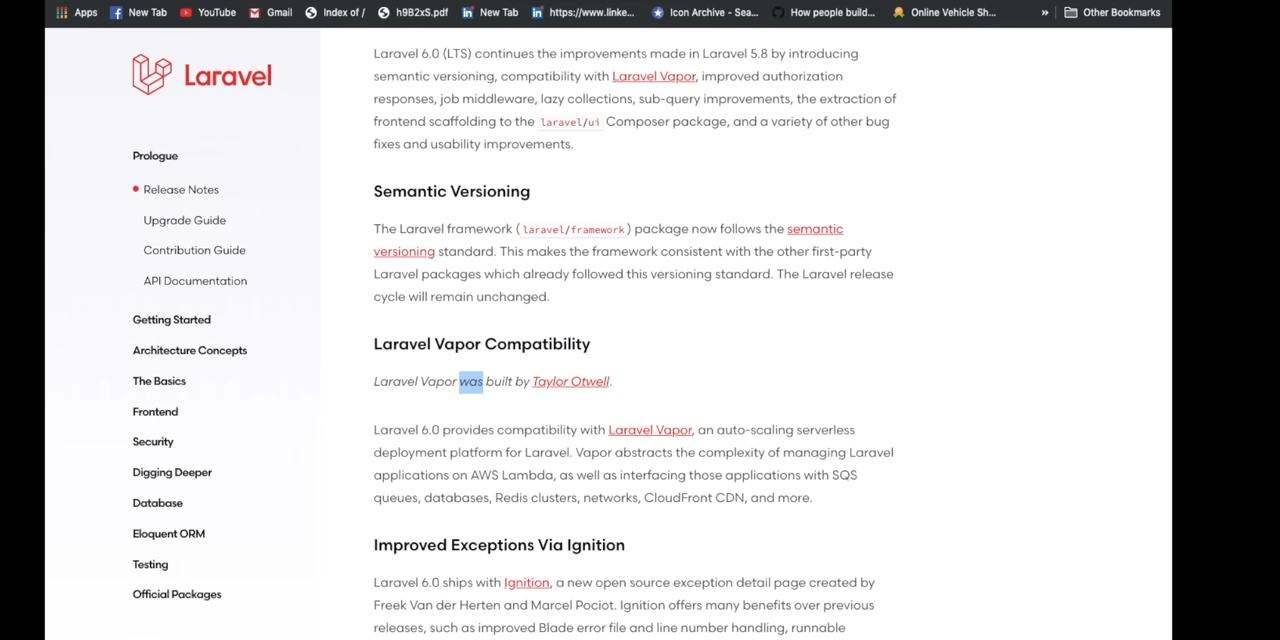 Apps New Tab YouTube Gmail Index of / h9B2xS.pdf New Tab https://www.linke... Icon Archive - Sea... How people build... Online Vehicle Sh... » Other Bookmarks
Laravel
Prologue
Release Notes
Upgrade Guide
Contribution Guide
API Documentation
Getting Started
Architecture Concepts
The Basics
Frontend
Security
Digging Deeper
Database
Eloquent ORM
Testing
Official Packages
Laravel 6.0 (LTS) continues the improvements made in Laravel 5.8 by introducing
semantic versioning, compatibility with Laravel Vapor, improved authorization
responses, job middleware, lazy collections, sub-query improvements, the extraction of
frontend scaffolding to the laravel/ui Composer package, and a variety of other bug
fixes and usability improvements.
Semantic Versioning
The Laravel framework (laravel/framework) package now follows the semantic
versioning standard. This makes the framework consistent with the other first-party
Laravel packages which already followed this versioning standard. The Laravel release
cycle will remain unchanged.
Laravel Vapor Compatibility
Laravel Vapor was built by Taylor Otwell.
Laravel 6.0 provides compatibility with Laravel Vapor, an auto-scaling serverless
deployment platform for Laravel. Vapor abstracts the complexity of managing Laravel
applications on AWS Lambda, as well as interfacing those applications with SQS
queues, databases, Redis clusters, networks, CloudFront CDN, and more.
Improved Exceptions Via Ignition
Laravel 6.0 ships with Ignition, a new open source exception detail page created by
Freek Van der Herten and Marcel Pociot. Ignition offers many benefits over previous
releases, such as improved Blade error file and line number handling, runnable